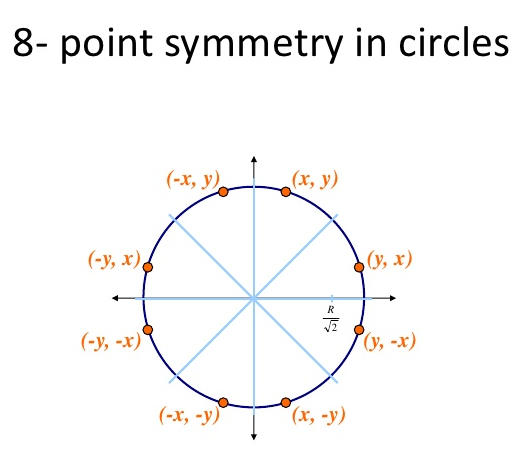 8- point symmetry in circles
(-x, y) (x, y)
(-y, x) (y, x)
R
√2
(-y, -x) (y, -x)
(-x, -y) (x, -y)